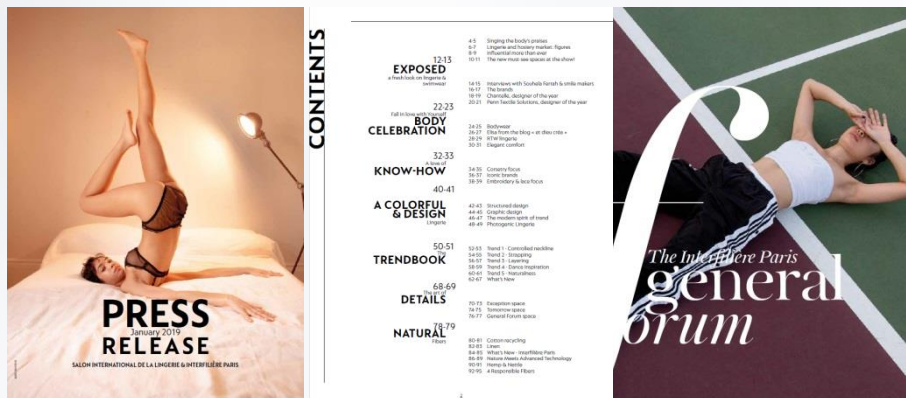 PRESS
January 2019
RELEASE
SALON INTERNATIONAL DE LA LINGERIE & INTERFILIÈRE PARIS
CONTENTS
4-5 Singing the body's praises
6-7 Lingerie and hosiery market: figures
8-9 Influential more than ever
10-11 The new must see spaces at the show!
12-13
EXPOSED
a fresh look on lingerie &
swimwear
14-15 Interviews with Souhela Ferrah & smile makers
16-17 The brands
18-19 Chantelle, designer of the year
20-21 Penn Textile Solutions, designer of the year
22-23
Fall in love with Yourself
BODY
CELEBRATION
24-25 Bodywear
26-27 Elisa from the blog « et dieu créa »
28-29 RTW lingerie
30-31 Elegant comfort
32-33
A love of
KNOW-HOW
34-35 Corsetry focus
36-37 Iconic brands
38-39 Embroidery & lace focus
40-41
A COLORFUL
& DESIGN
Lingerie
42-43 Structured design
44-45 Graphic design
46-47 The modern spirit of trend
48-49 Photogenic Lingerie
50-51
The
TRENDBOOK
52-53 Trend 1 - Controlled neckline
54-55 Trend 2 - Strapping
56-57 Trend 3 - Layering
58-59 Trend 4 - Dance inspiration
60-61 Trend 5 - Naturalness
62-67 What's New
68-69
The art of
DETAILS
70-73 Exception space
74-75 Tomorrow space
76-77 General Forum space
78-79
NATURAL
Fibers
80-81 Cotton recycling
82-83 Linen
84-85 What's New - Interfilière Paris
86-89 Nature Meets Advanced Technology
90-91 Hemp & Nettle
92-95 4 Responsible Fibers
The Interfilière Paris
general
forum